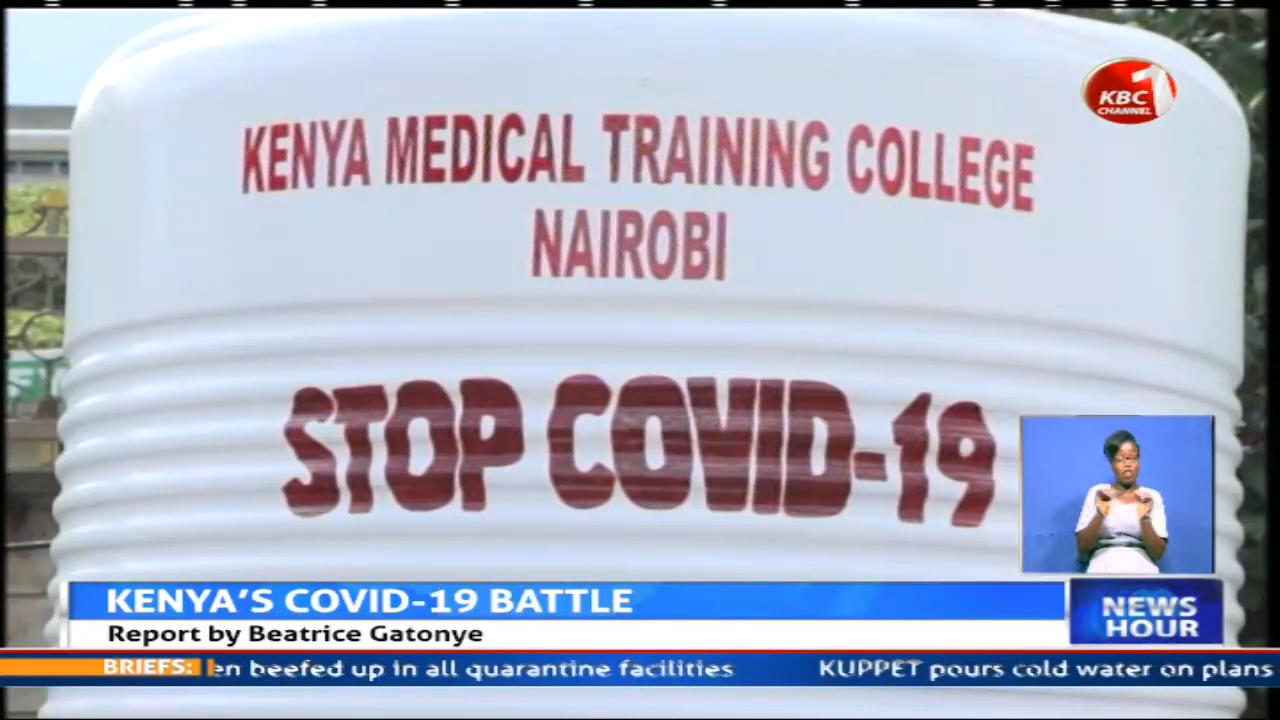 KENYA MEDICAL TRAINING COLLEGE
NAIROBI
KBC 1
CHANNEL
STOP COVID-19
KENYA'S COVID-19 BATTLE
Report by Beatrice Gatonye
NEWS
HOUR
BRIEFS: en beefed up in all quarantine facilities KUPPET pours cold water on plans